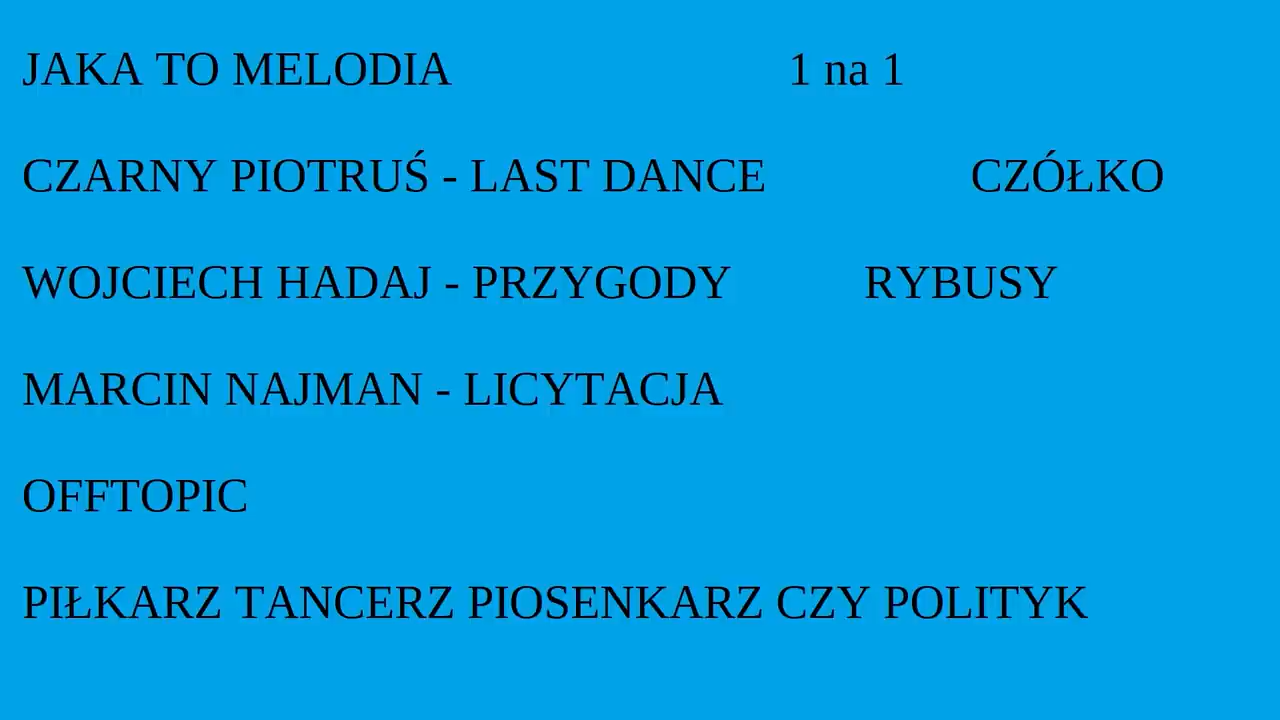 JAKA TO MELODIA 1 na 1
CZARNY PIOTRUŚ - LAST DANCE CZÓŁKO
WOJCIECH HADAJ - PRZYGODY RYBUSY
MARCIN NAJMAN - LICYTACJA
OFFTOPIC
PIŁKARZ TANCERZ PIOSENKARZ CZY POLITYK